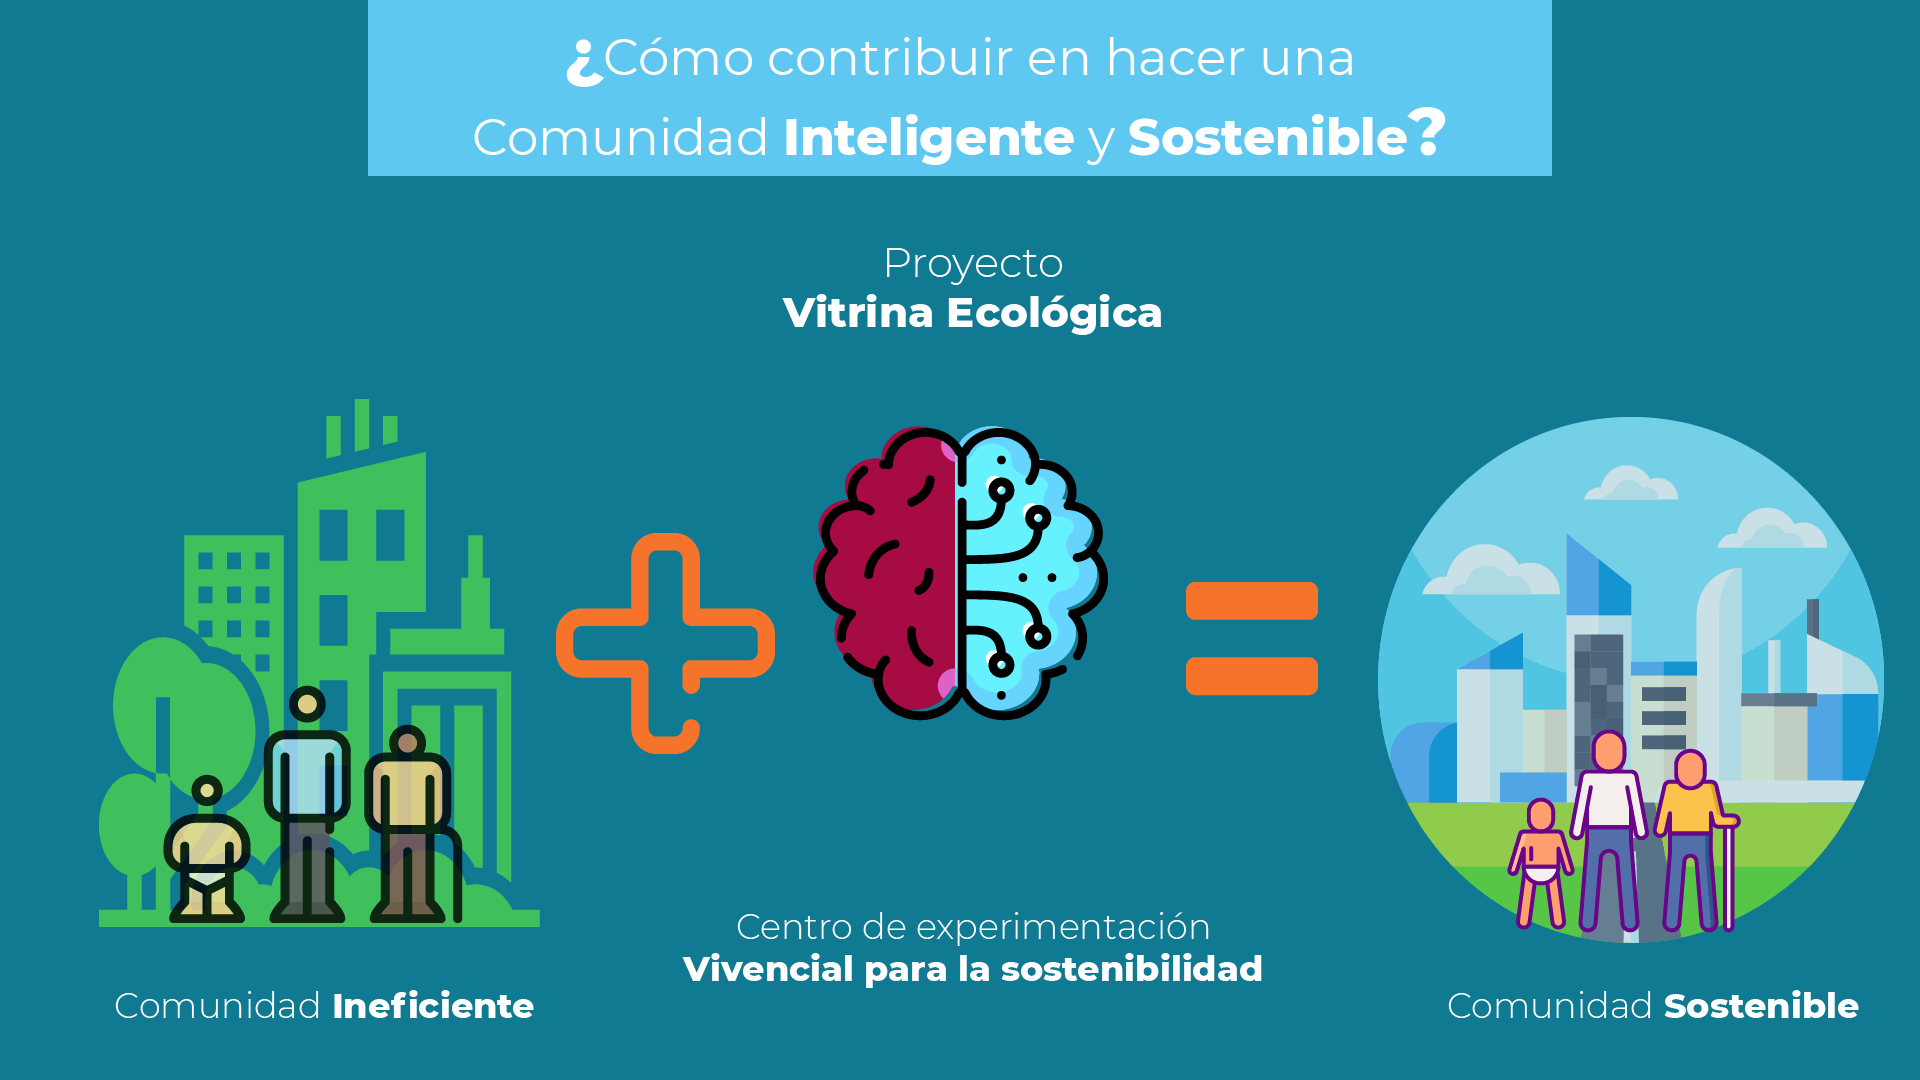 ¿Cómo contribuir en hacer una
Comunidad Inteligente y Sostenible?
Proyecto
Vitrina Ecológica
Centro de experimentación
Vivencial para la sostenibilidad
Comunidad Ineficiente
Comunidad Sostenible